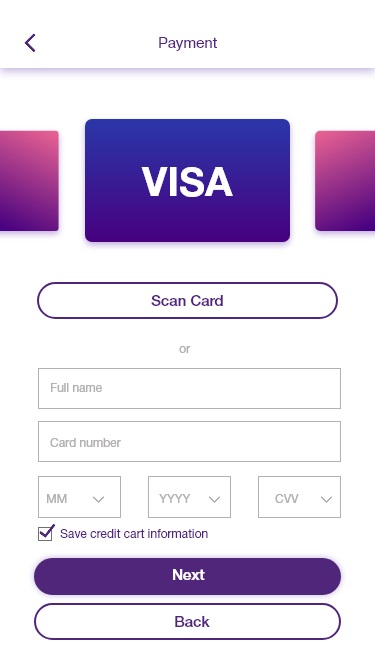 Payment
VISA
Scan Card
or
Full name
Card number
MM YYYY CVV
Save credit cart information
Next
Back